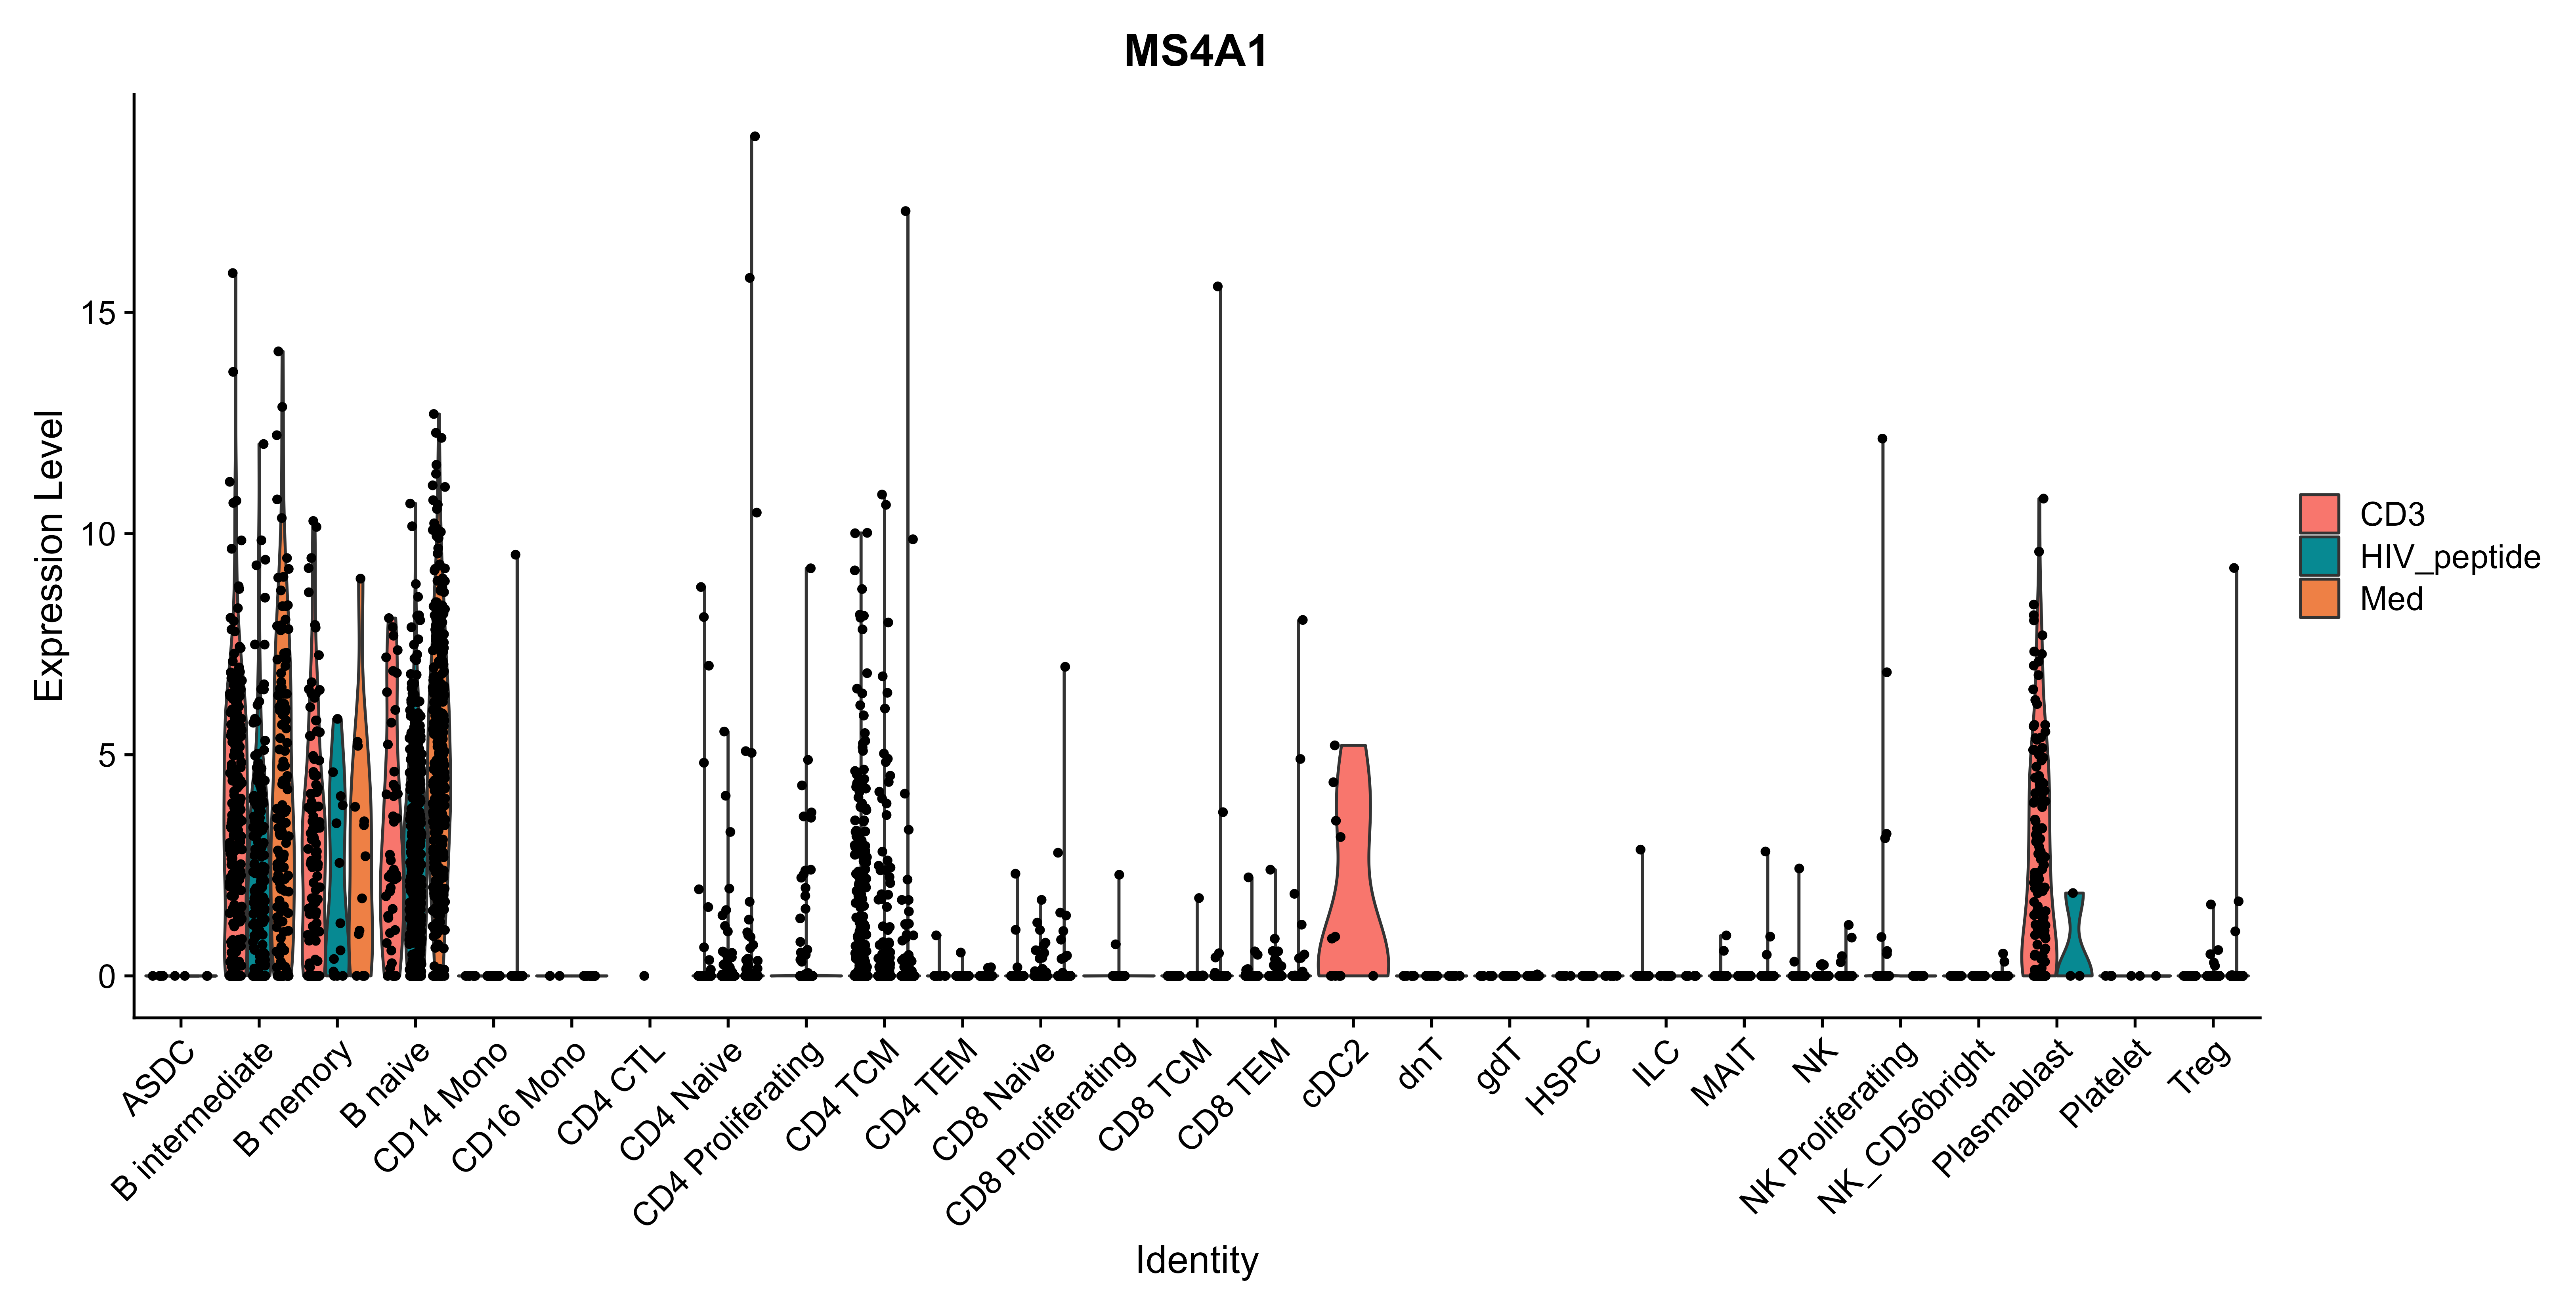 MS4A1
Expression Level
15
10
5
0
CD3
HIV_peptide
Med
ASDC
B intermediate
B memory
B naive
CD14 Mono
CD16 Mono
CD4 CTL
CD4 Naive
CD4 Proliferating
CD4 TCM
CD4 TEM
CD8 Naive
CD8 Proliferating
CD8 TCM
CD8 TEM
cDC2
dnT
gdT
HSPC
ILC
MAIT
NK
NK Proliferating
NK_CD56bright
Plasmablast
Platelet
Treg
Identity